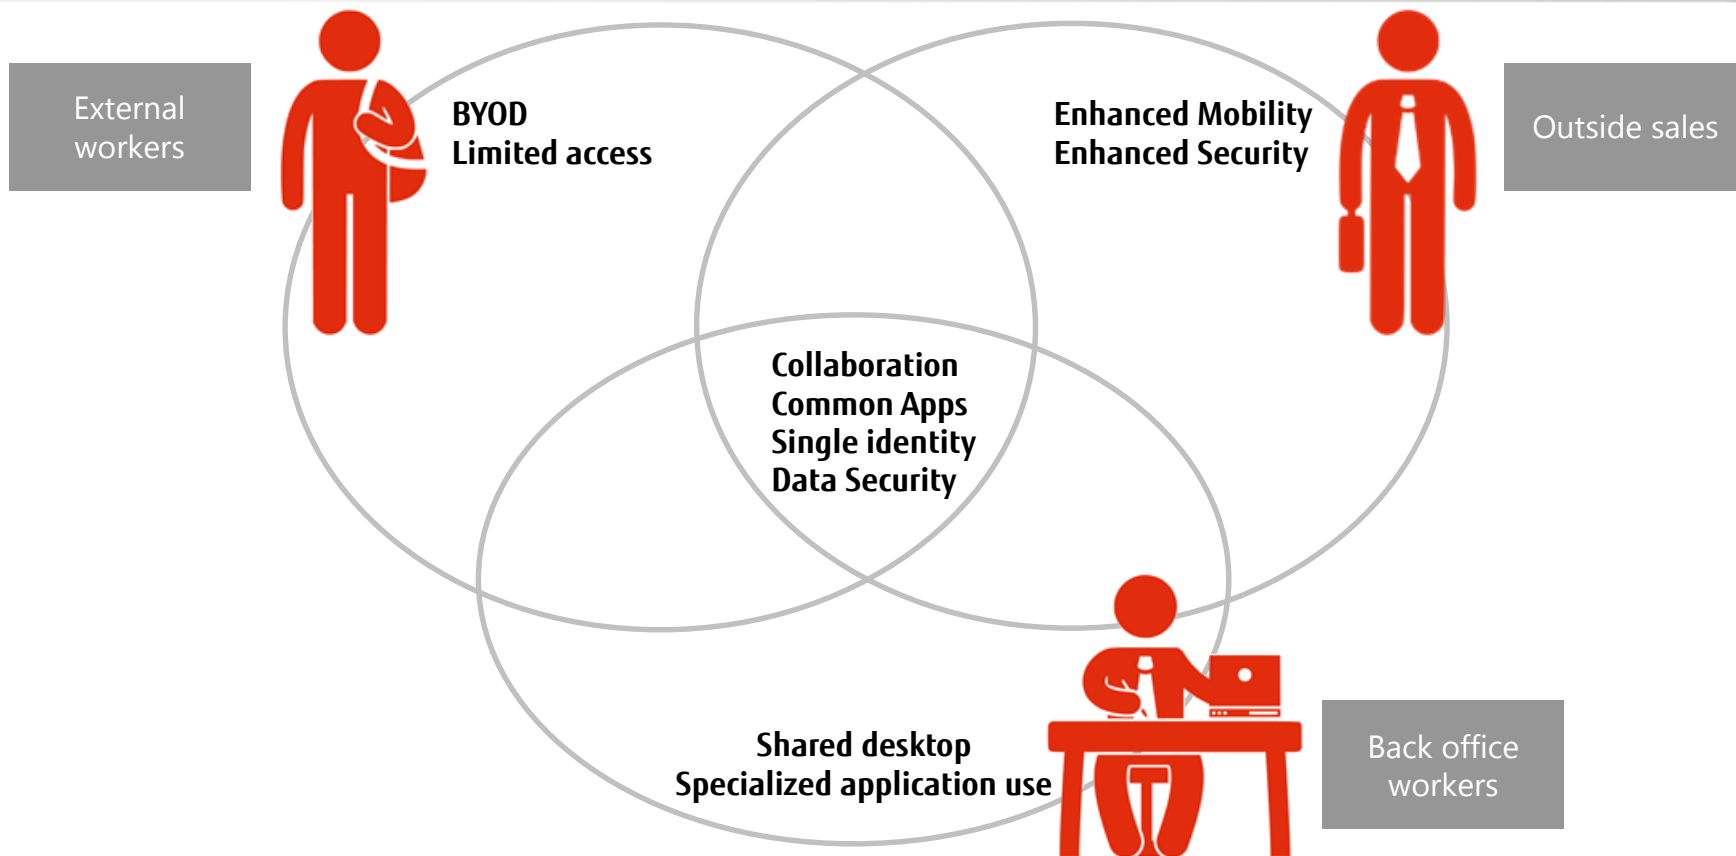 External
workers
BYOD
Limited access
Enhanced Mobility
Enhanced Security
Outside sales
Collaboration
Common Apps
Single identity
Data Security
Shared desktop
Specialized application use
Back office
workers